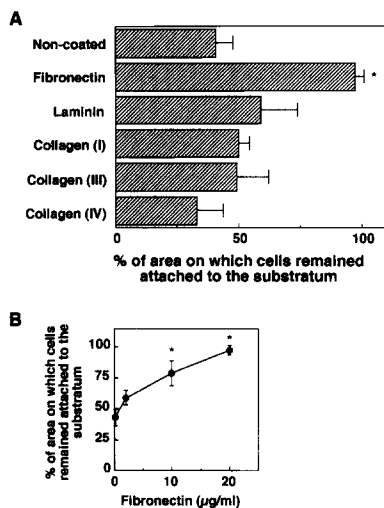 A
Non-coated
Fibronectin
*
Laminin
Collagen (I)
Collagen (III)
Collagen (IV)
0 50 100
% of area on which cells remained
attached to the substratum
B
% of area on which cells
remained attached to the
substratum
100
75
50
25
0
* *
0 10 20
Fibronectin (µg/ml)